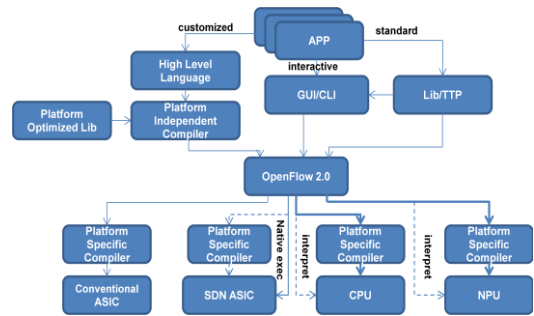 customized
APP
standard
High Level
Language
interactive
GUI/CLI
Lib/TTP
Platform
Optimized Lib
Platform
Independent
Compiler
OpenFlow 2.0
Platform
Specific
Compiler
Platform
Specific
Compiler
Native exec
interpret
Platform
Specific
Compiler
interpret
Platform
Specific
Compiler
Conventional
ASIC
SDN ASIC
CPU
NPU